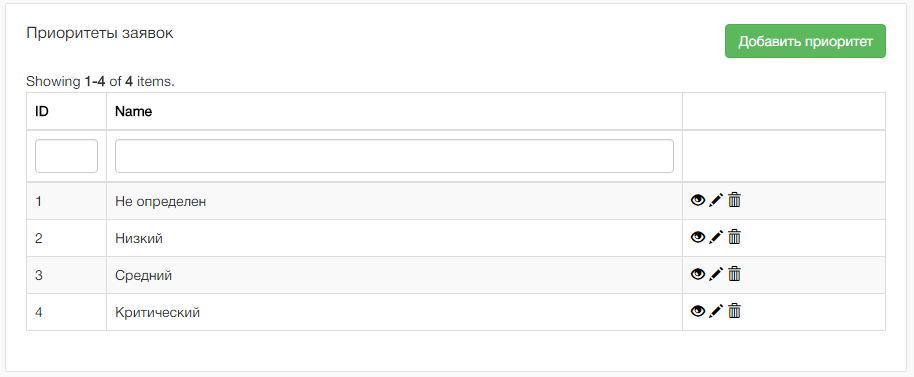 Приоритеты заявок
Добавить приоритет
Showing 1-4 of 4 items.
ID Name
1 Не определен
2 Низкий
3 Средний
4 Критический